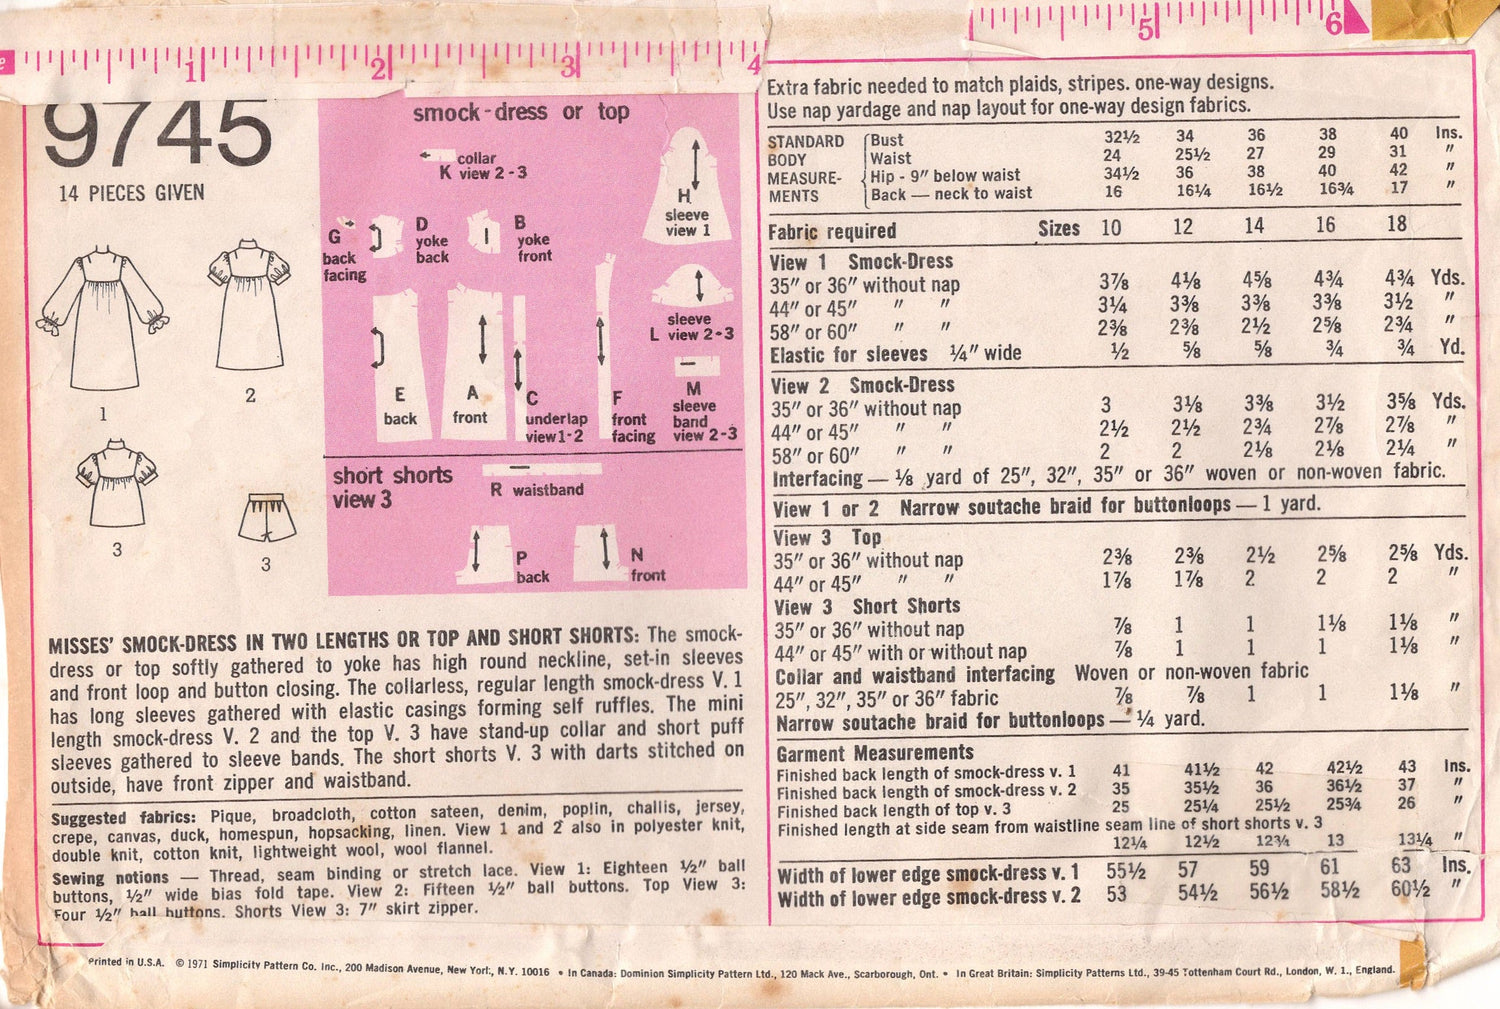 1 2 3 4
5 6
9745
14 PIECES GIVEN
1
2
3
3
smock-dress or top
collar
K view 2-3
H
sleeve
view 1
G
back
facing
D
yoke
back
B
yoke
front
sleeve
L view 2-3
E
back
A
front
C
underlap
view 1-2
F
front
facing
M
sleeve
band
view 2-3
short shorts
view 3
R waistband
P
back
N
front
MISSES' SMOCK-DRESS IN TWO LENGTHS OR TOP AND SHORT SHORTS: The smock-
dress or top softly gathered to yoke has high round neckline, set-in sleeves
and front loop and button closing. The collarless, regular length smock-dress V. 1
has long sleeves gathered with elastic casings forming self ruffles. The mini
length smock-dress V. 2 and the top V. 3 have stand-up collar and short puff
sleeves gathered to sleeve bands. The short shorts V. 3 with darts stitched on
outside, have front zipper and waistband.
Suggested fabrics: Pique, broadcloth, cotton sateen, denim, poplin, challis, jersey,
crepe, canvas, duck, homespun, hopsacking, linen. View 1 and 2 also in polyester knit,
double knit, cotton knit, lightweight wool, wool flannel.
Sewing notions — Thread, seam binding or stretch lace. View 1: Eighteen ½" ball
buttons, ½" wide bias fold tape. View 2: Fifteen ½" ball buttons. Top View 3:
Four ½" ball buttons. Shorts View 3: 7" skirt zipper.
Extra fabric needed to match plaids, stripes. one-way designs.
Use nap yardage and nap layout for one-way design fabrics.
STANDARD Bust 32½ 34 36 38 40 Ins.
BODY Waist 24 25½ 27 29 31 "
MEASURE- Hip - 9" below waist 34½ 36 38 40 42 "
MENTS Back — neck to waist 16 16¼ 16½ 16¾ 17 "
Fabric required Sizes 10 12 14 16 18
View 1 Smock-Dress
35" or 36" without nap 3⅞ 4⅛ 4⅝ 4¾ 4¾ Yds.
44" or 45" " " 3¼ 3⅜ 3⅜ 3⅜ 3½ "
58" or 60" " " 2⅜ 2⅜ 2½ 2⅝ 2¾ "
Elastic for sleeves ¼" wide ½ ⅝ ⅝ ¾ ¾ Yd.
View 2 Smock-Dress
35" or 36" without nap 3 3⅛ 3⅜ 3½ 3⅝ Yds.
44" or 45" " " 2½ 2½ 2¾ 2⅞ 2⅞ "
58" or 60" " " 2 2 2⅛ 2⅛ 2¼ "
Interfacing — ⅛ yard of 25", 32", 35" or 36" woven or non-woven fabric.
View 1 or 2 Narrow soutache braid for buttonloops — 1 yard.
View 3 Top
35" or 36" without nap 2⅜ 2⅜ 2½ 2⅝ 2⅝ Yds.
44" or 45" " " 1⅞ 1⅞ 2 2 2 "
View 3 Short Shorts
35" or 36" without nap ⅞ 1 1 1⅛ 1⅛ "
44" or 45" with or without nap ⅞ 1 1 1 1⅛ "
Collar and waistband interfacing Woven or non-woven fabric
25", 32", 35" or 36" fabric ⅞ ⅞ 1 1 1⅛ "
Narrow soutache braid for buttonloops — ¼ yard.
Garment Measurements
Finished back length of smock-dress v. 1 41 41½ 42 42½ 43 Ins.
Finished back length of smock-dress v. 2 35 35½ 36 36½ 37 "
Finished back length of top v. 3 25 25¼ 25½ 25¾ 26 "
Finished length at side seam from waistline seam line of short shorts v. 3
12¼ 12½ 12¾ 13 13¼ "
Width of lower edge smock-dress v. 1 55½ 57 59 61 63 Ins.
Width of lower edge smock-dress v. 2 53 54½ 56½ 58½ 60½ "
Printed in U.S.A. © 1971 Simplicity Pattern Co. Inc., 200 Madison Avenue, New York, N.Y. 10016 • In Canada: Dominion Simplicity Pattern Ltd., 120 Mack Ave., Scarborough, Ont. • In Great Britain: Simplicity Patterns Ltd., 39-45 Tottenham Court Rd., London, W. 1., England.